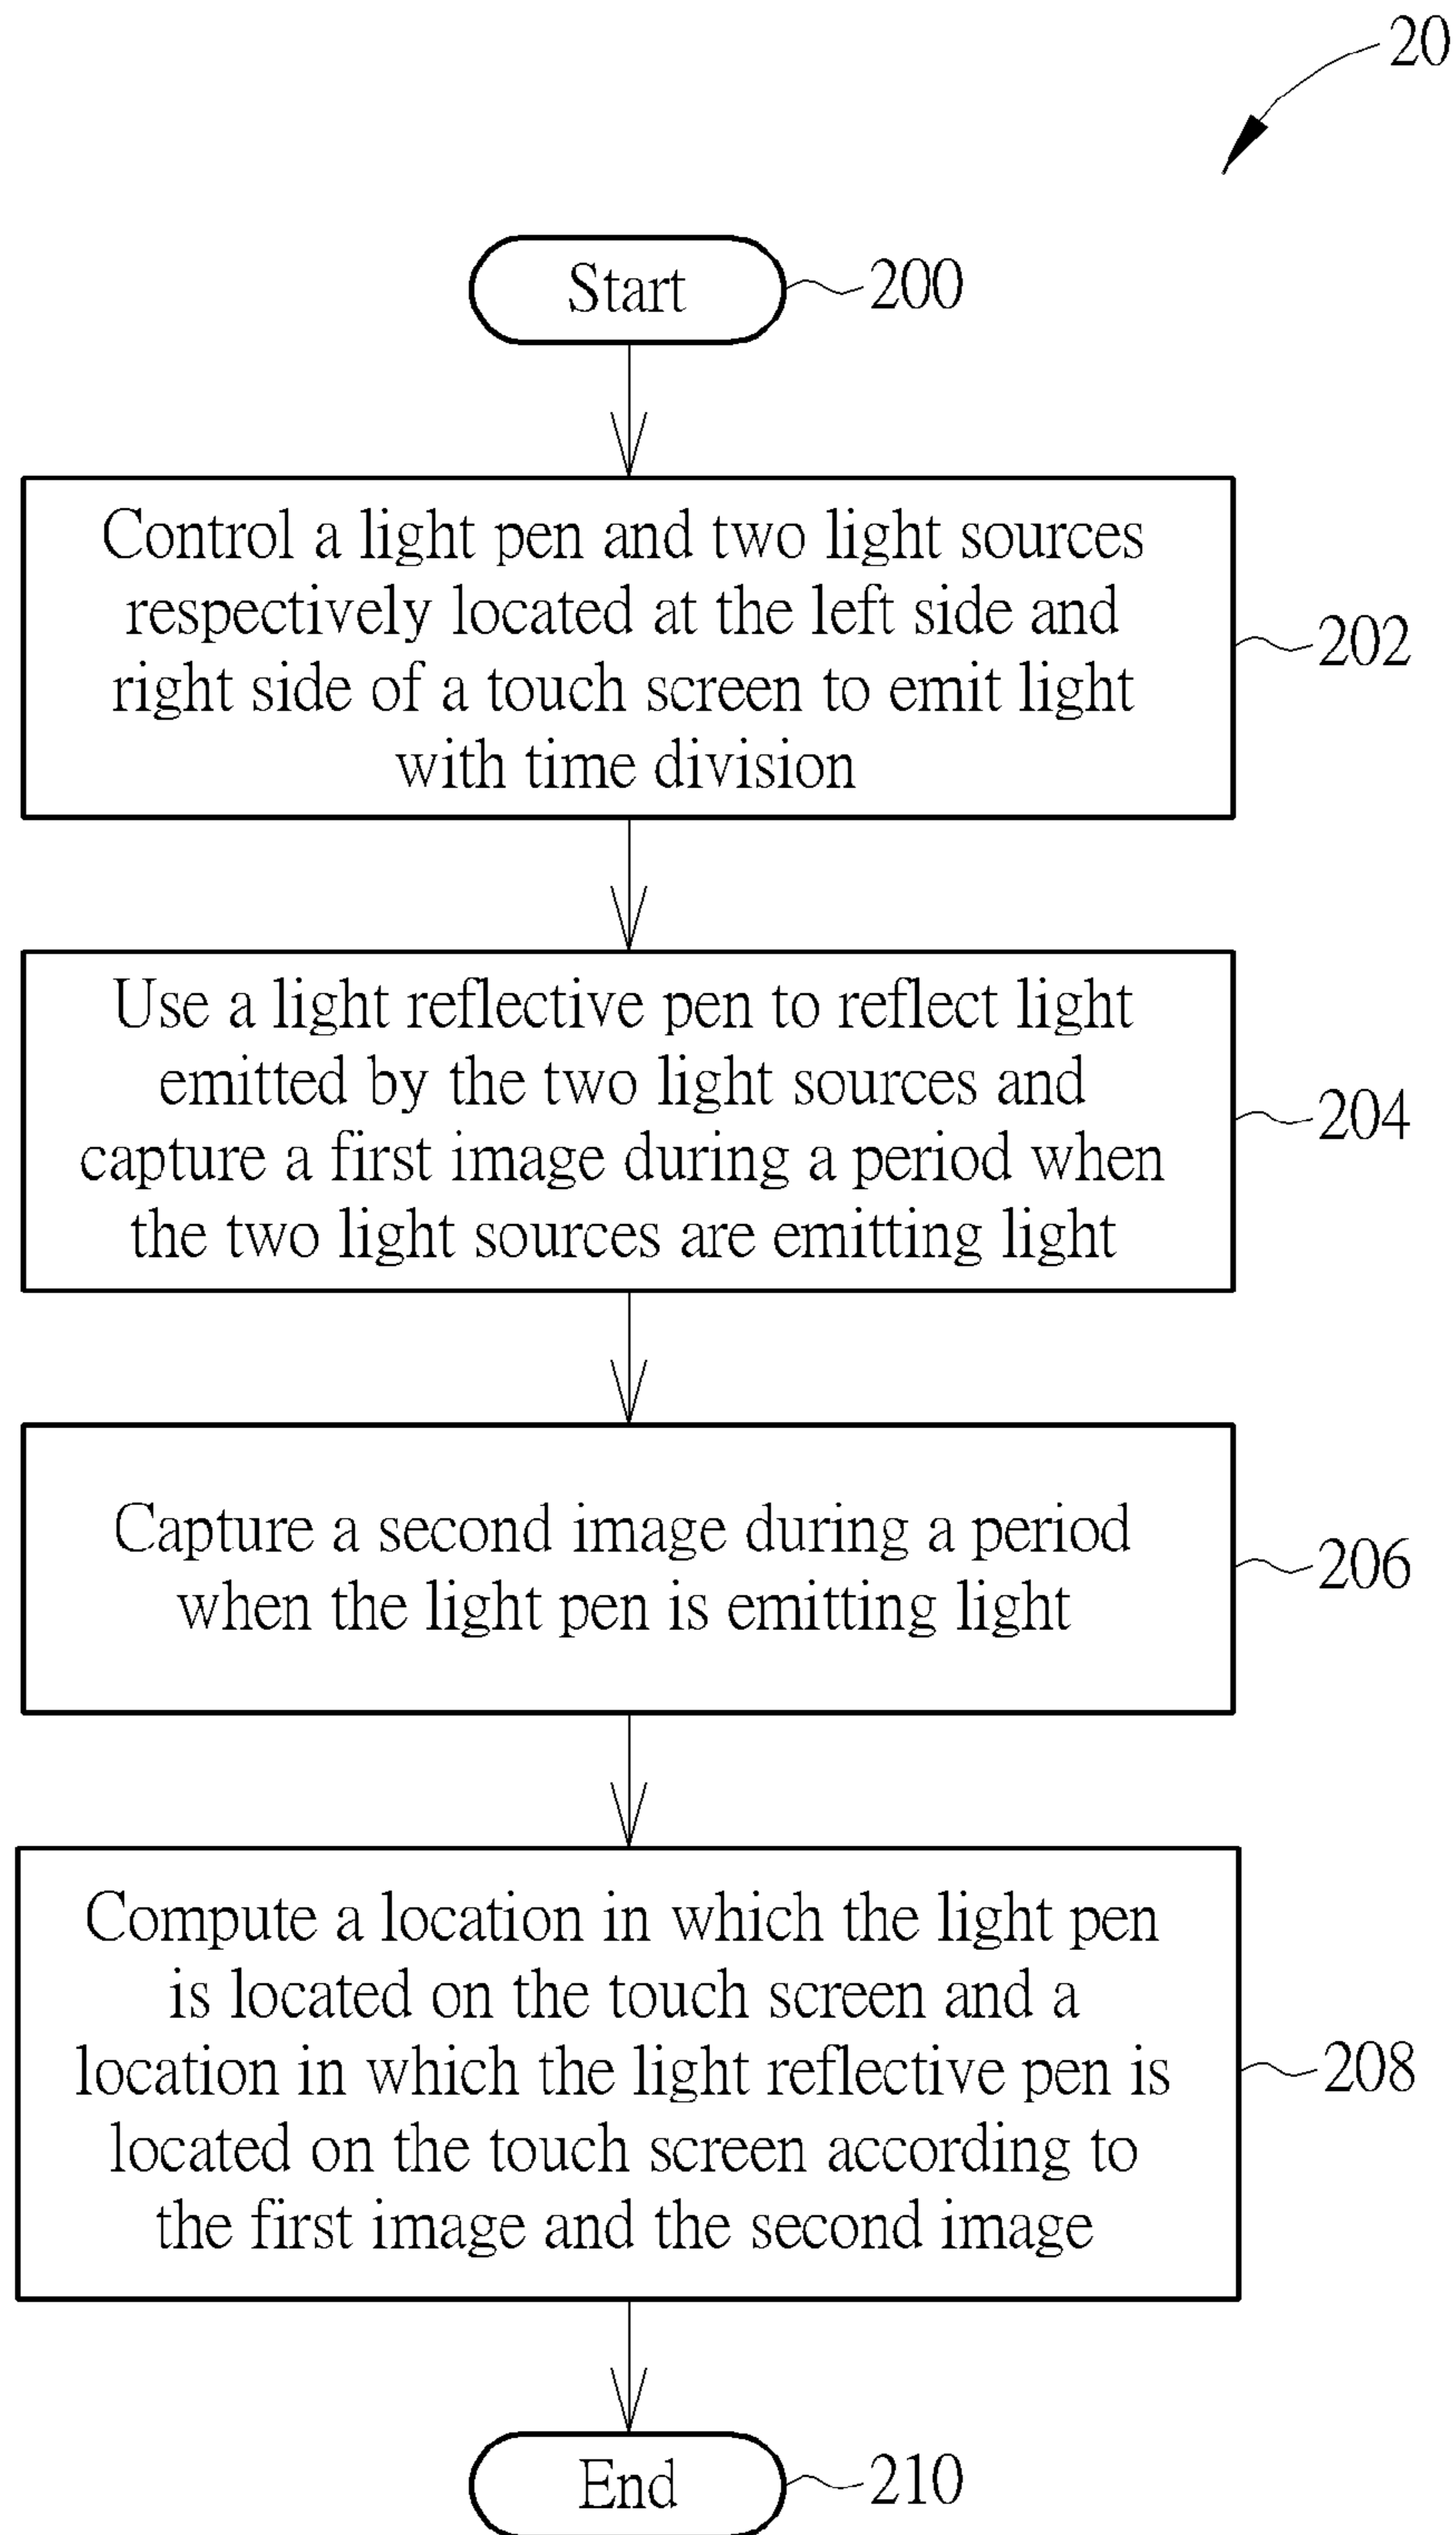 20
Start
200
Control a light pen and two light sources
respectively located at the left side and
right side of a touch screen to emit light
with time division
202
Use a light reflective pen to reflect light
emitted by the two light sources and
capture a first image during a period when
the two light sources are emitting light
204
Capture a second image during a period
when the light pen is emitting light
206
Compute a location in which the light pen
is located on the touch screen and a
location in which the light reflective pen is
located on the touch screen according to
the first image and the second image
208
End
210